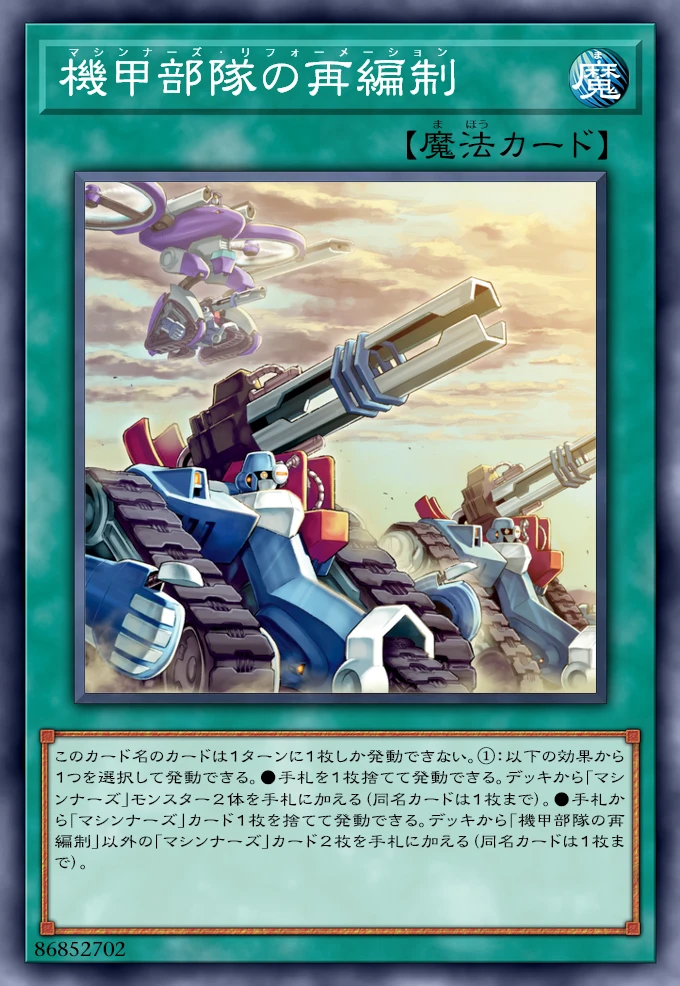 マシンナーズ・リフォーメーション
機甲部隊の再編制
ま
魔
ま ほう
【魔法カード】
11
このカード名のカードは1ターンに1枚しか発動できない。①:以下の効果から
1つを選択して発動できる。●手札を1枚捨てて発動できる。デッキから「マシ
ンナーズ」モンスター2体を手札に加える(同名カードは1枚まで)。●手札か
ら「マシンナーズ」カード1枚を捨てて発動できる。デッキから「機甲部隊の再
編制」以外の「マシンナーズ」カード2枚を手札に加える(同名カードは1枚ま
で)。
86852702